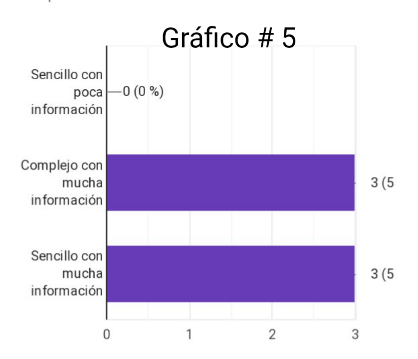 Gráfico # 5
Sencillo con
poca
información
0 (0 %)
Complejo con
mucha
información
3 (5
Sencillo con
mucha
información
3 (5
0 1 2 3